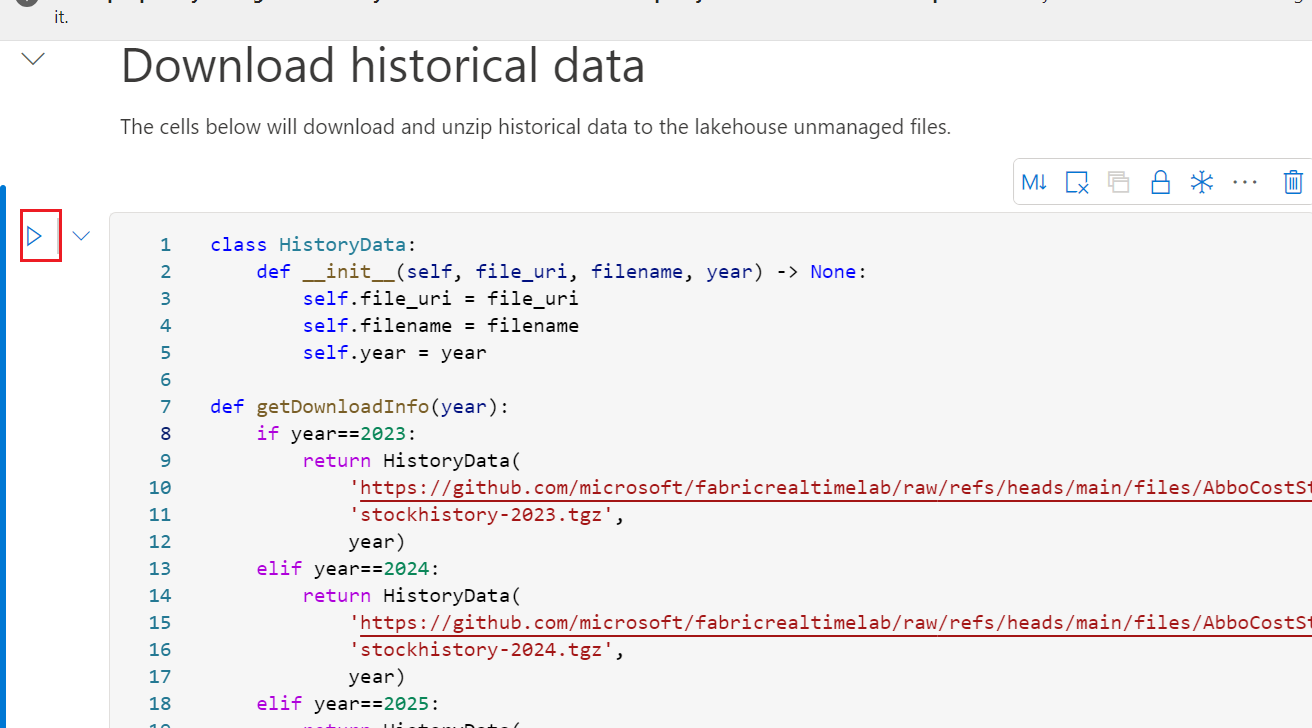 it.
Download historical data
The cells below will download and unzip historical data to the lakehouse unmanaged files.
M↓ ···
1 class HistoryData:
2 def __init__(self, file_uri, filename, year) -> None:
3 self.file_uri = file_uri
4 self.filename = filename
5 self.year = year
6
7 def getDownloadInfo(year):
8 if year==2023:
9 return HistoryData(
10 'https://github.com/microsoft/fabricrealtimelab/raw/refs/heads/main/files/AbboCostSt
11 'stockhistory-2023.tgz',
12 year)
13 elif year==2024:
14 return HistoryData(
15 'https://github.com/microsoft/fabricrealtimelab/raw/refs/heads/main/files/AbboCostSt
16 'stockhistory-2024.tgz',
17 year)
18 elif year==2025: